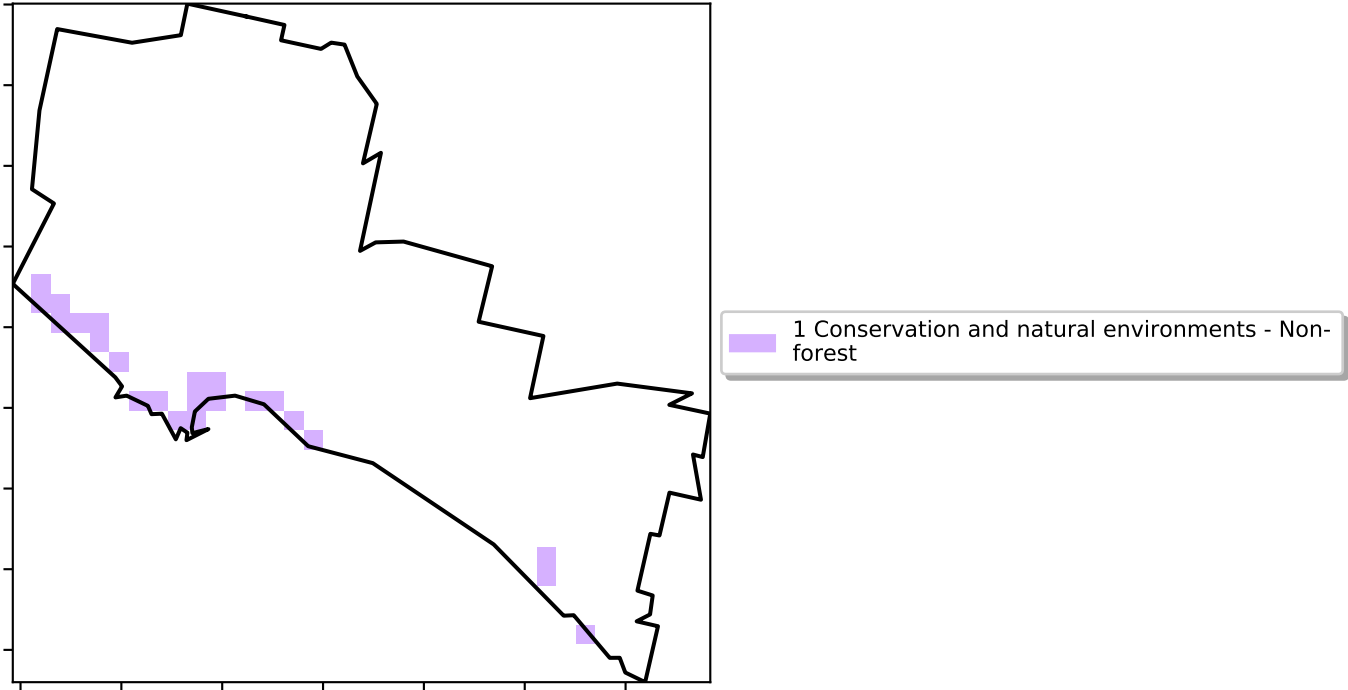 1 Conservation and natural environments - Non-
forest